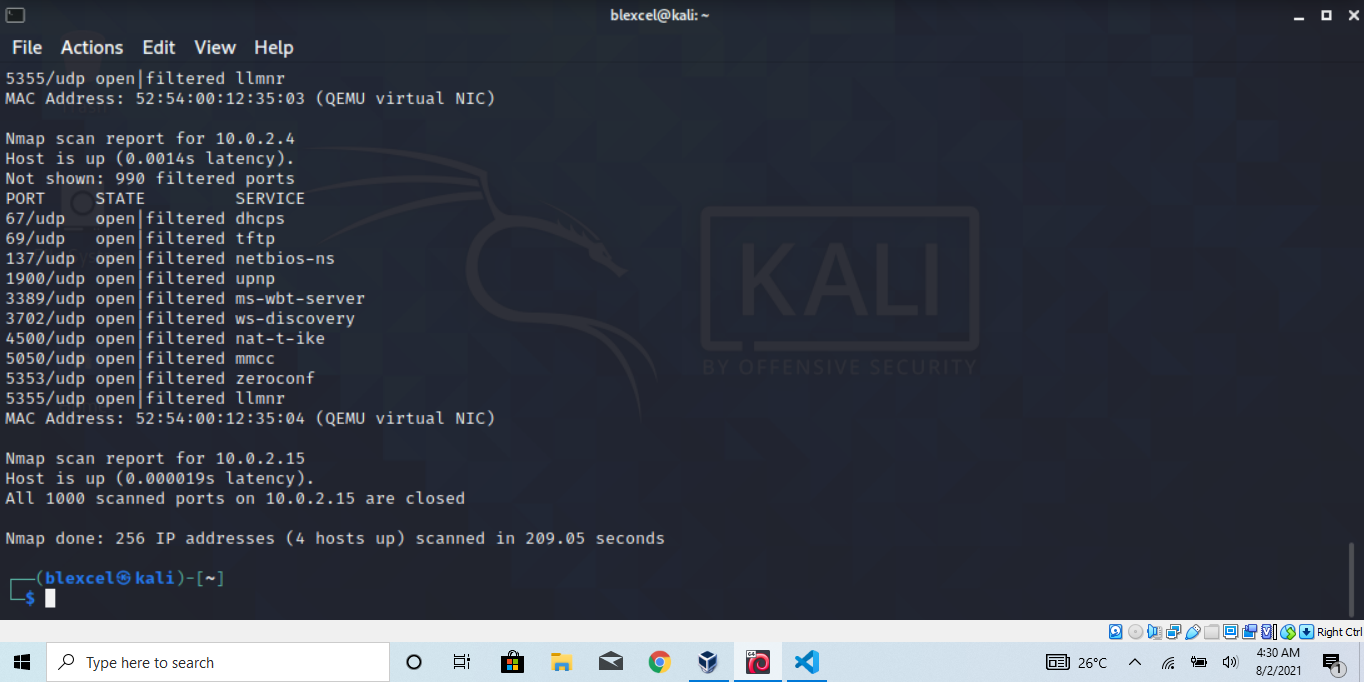 blexcel@kali: ~
File Actions Edit View Help
5355/udp open|filtered llmnr
MAC Address: 52:54:00:12:35:03 (QEMU virtual NIC)
Nmap scan report for 10.0.2.4
Host is up (0.0014s latency).
Not shown: 990 filtered ports
PORT STATE SERVICE
67/udp open|filtered dhcps
69/udp open|filtered tftp
137/udp open|filtered netbios-ns
1900/udp open|filtered upnp
3389/udp open|filtered ms-wbt-server
3702/udp open|filtered ws-discovery
4500/udp open|filtered nat-t-ike
5050/udp open|filtered mmcc
5353/udp open|filtered zeroconf
5355/udp open|filtered llmnr
MAC Address: 52:54:00:12:35:04 (QEMU virtual NIC)
Nmap scan report for 10.0.2.15
Host is up (0.000019s latency).
All 1000 scanned ports on 10.0.2.15 are closed
Nmap done: 256 IP addresses (4 hosts up) scanned in 209.05 seconds
┌──(blexcel㉿kali)-[~]
└─$
KALI
BY OFFENSIVE SECURITY
Right Ctrl
Type here to search
64
26°C
4:30 AM
8/2/2021
1